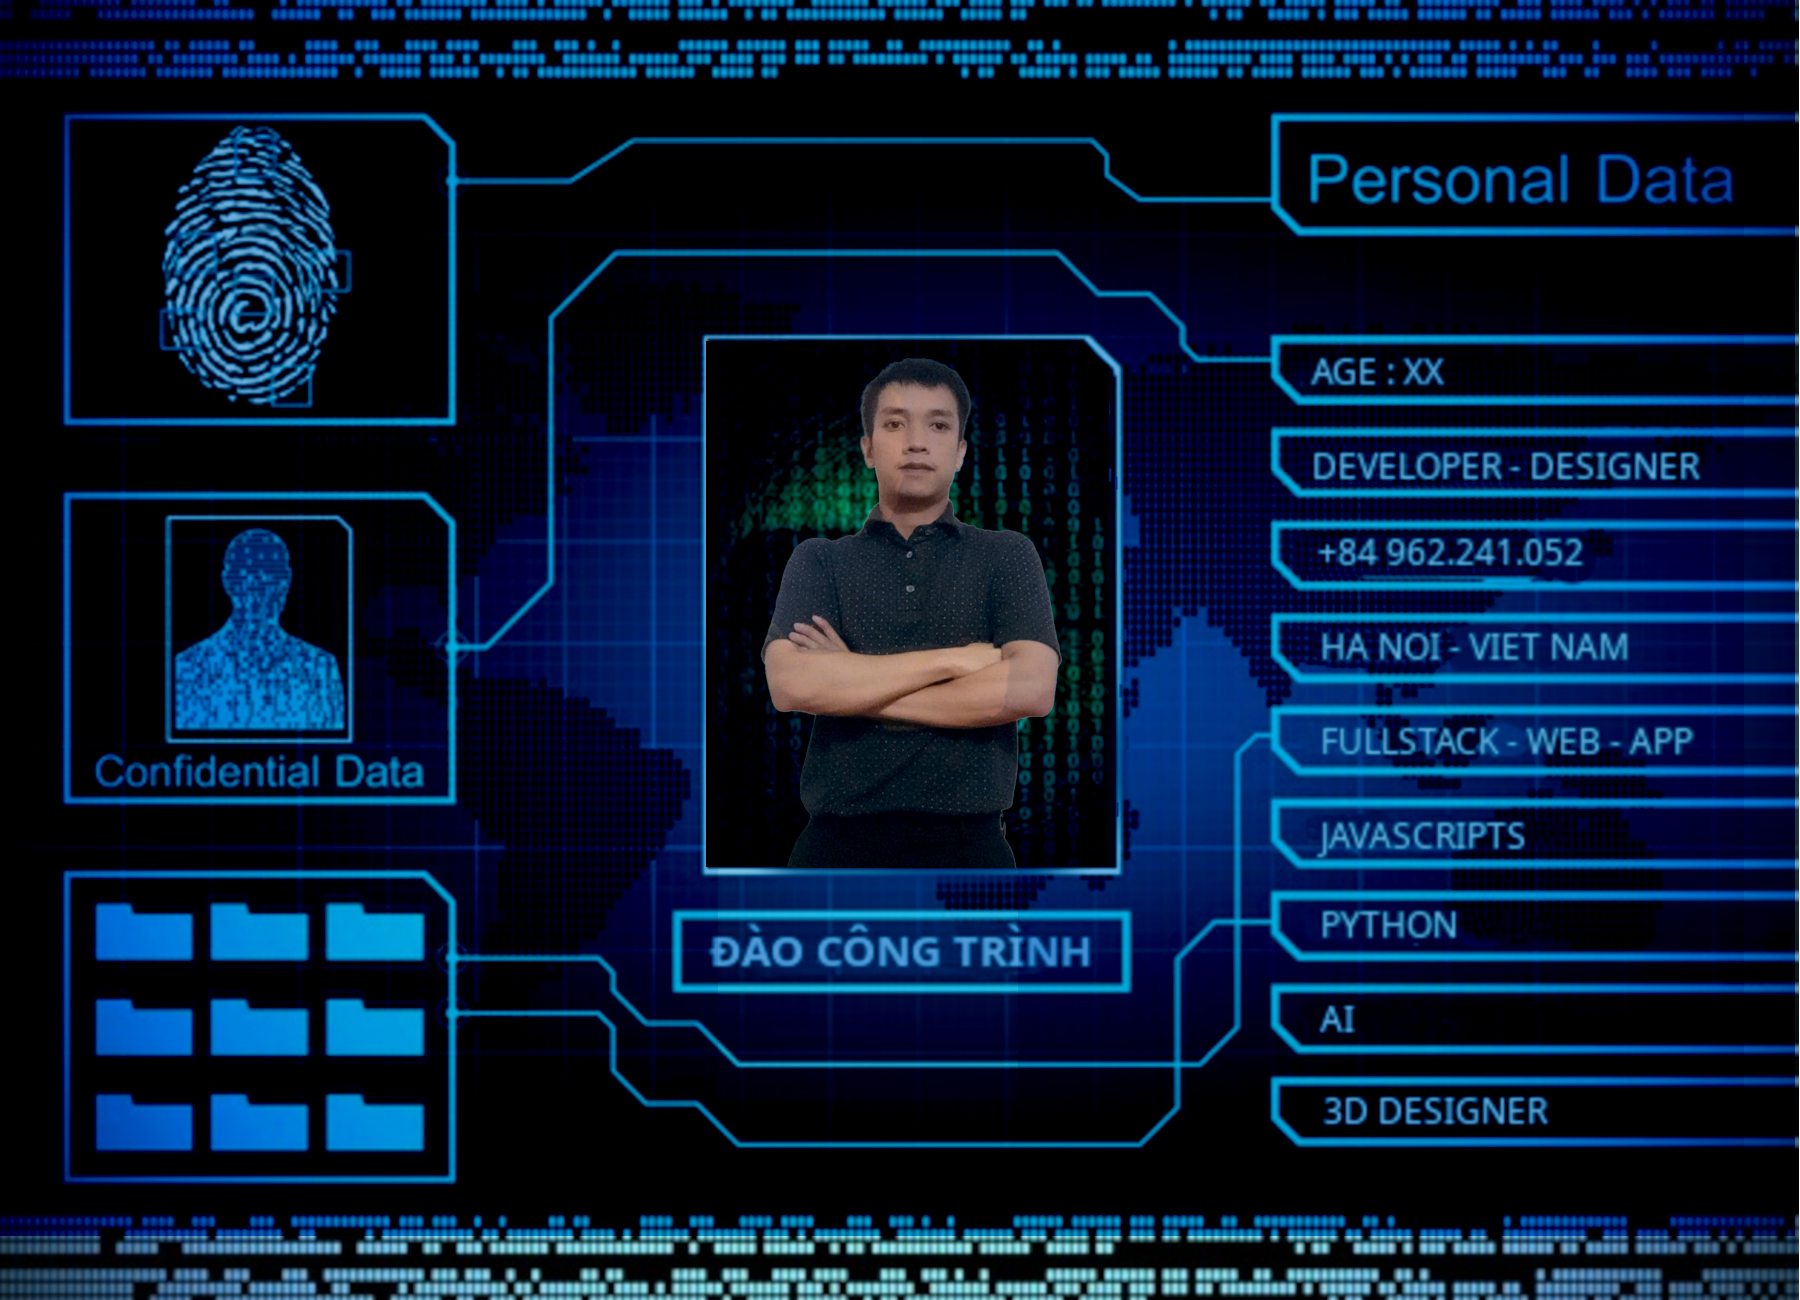 Personal Data
AGE : XX
DEVELOPER - DESIGNER
+84 962.241.052
HA NOI - VIET NAM
Confidential Data
FULLSTACK - WEB - APP
JAVASCRIPTS
PYTHON
ĐÀO CÔNG TRÌNH
AI
3D DESIGNER